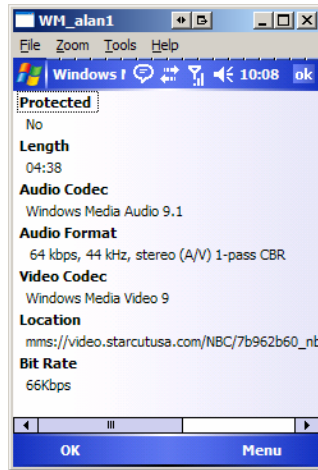 WM_alan1
File Zoom Tools Help
Windows 10:08 ok
Protected
No
Length
04:38
Audio Codec
Windows Media Audio 9.1
Audio Format
64 kbps, 44 kHz, stereo (A/V) 1-pass CBR
Video Codec
Windows Media Video 9
Location
mms://video.starcutusa.com/NBC/7b962b60_nb
Bit Rate
66Kbps
OK Menu